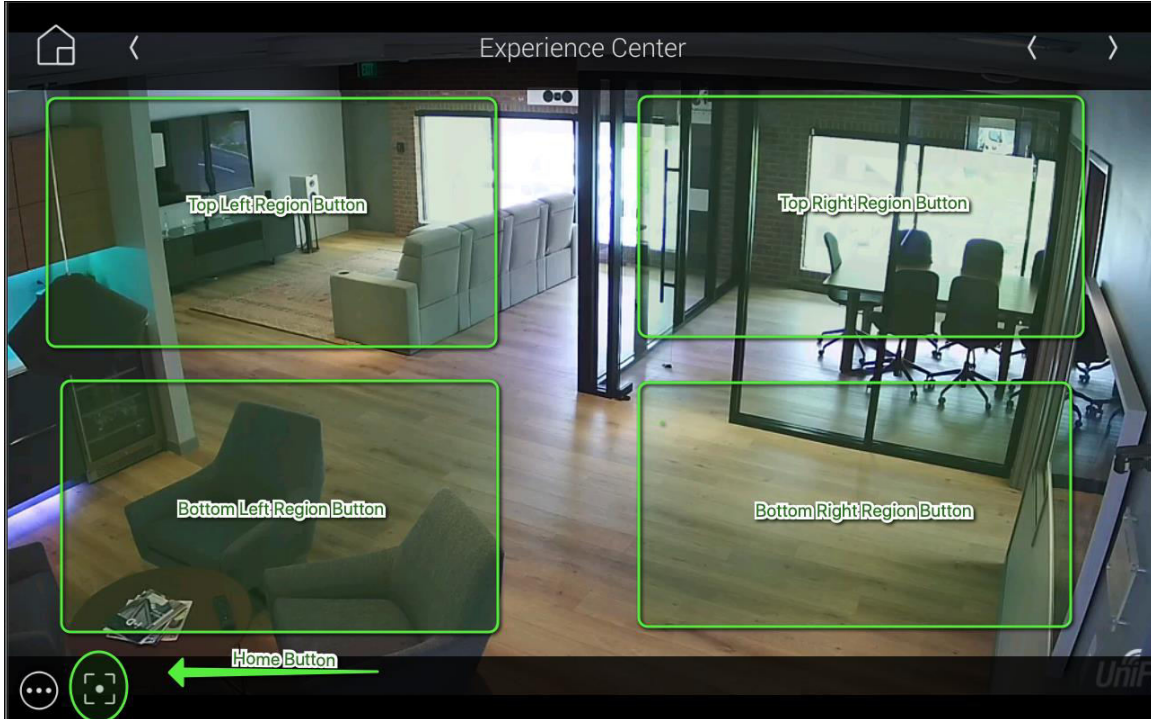 Experience Center
Top Left Region Button
Top Right Region Button
Bottom Left Region Button
Bottom Right Region Button
Home Button
UniF